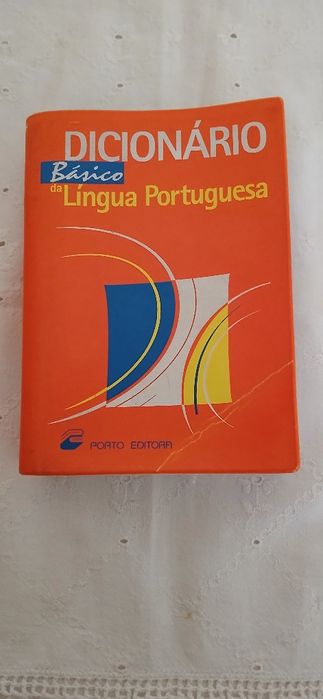 DICIONÁRIO
Básico
da Língua Portuguesa
PORTO EDITORA